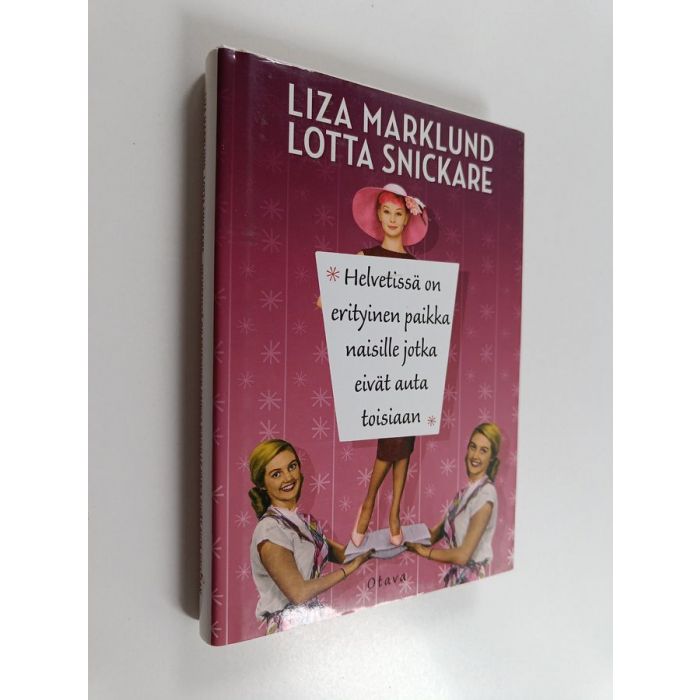 LIZA MARKLUND
LOTTA SNICKARE
* Helvetissä on
erityinen paikka
naisille jotka
eivät auta
toisiaan *
Otava